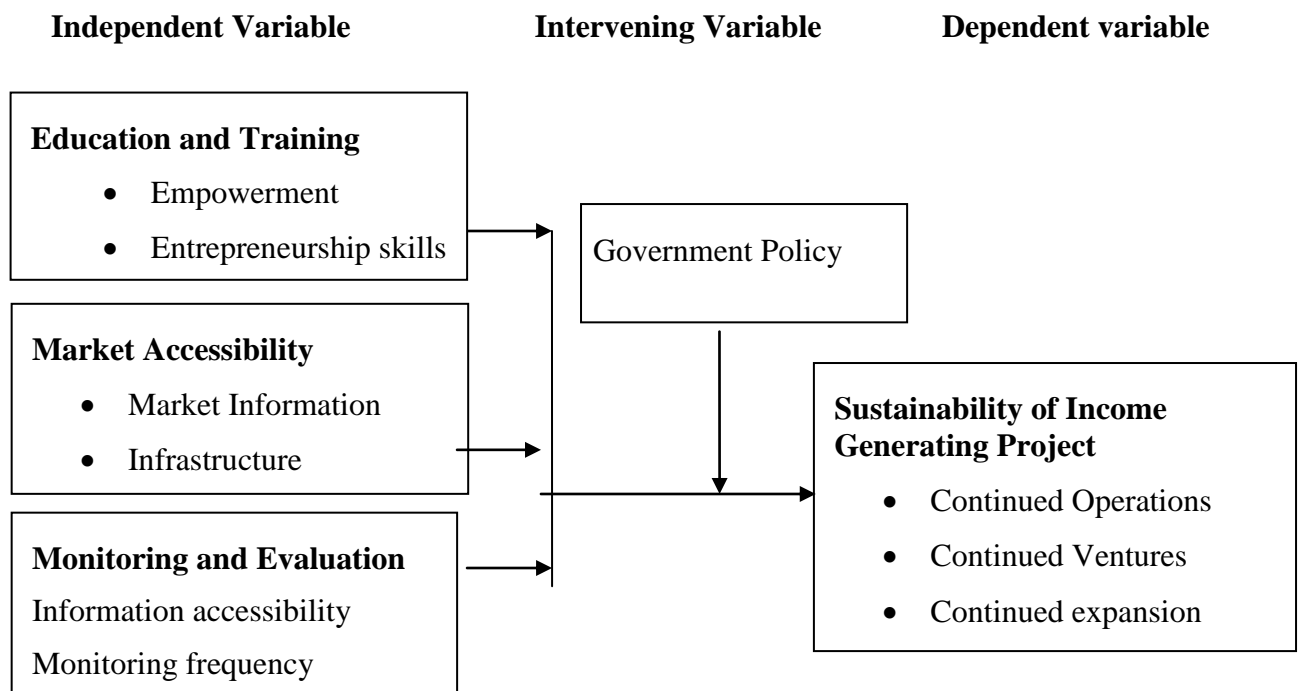 Independent Variable
Intervening Variable
Dependent variable
Education and Training
• Empowerment
• Entrepreneurship skills
Market Accessibility
• Market Information
• Infrastructure
Monitoring and Evaluation
Information accessibility
Monitoring frequency
Government Policy
Sustainability of Income
Generating Project
• Continued Operations
• Continued Ventures
• Continued expansion